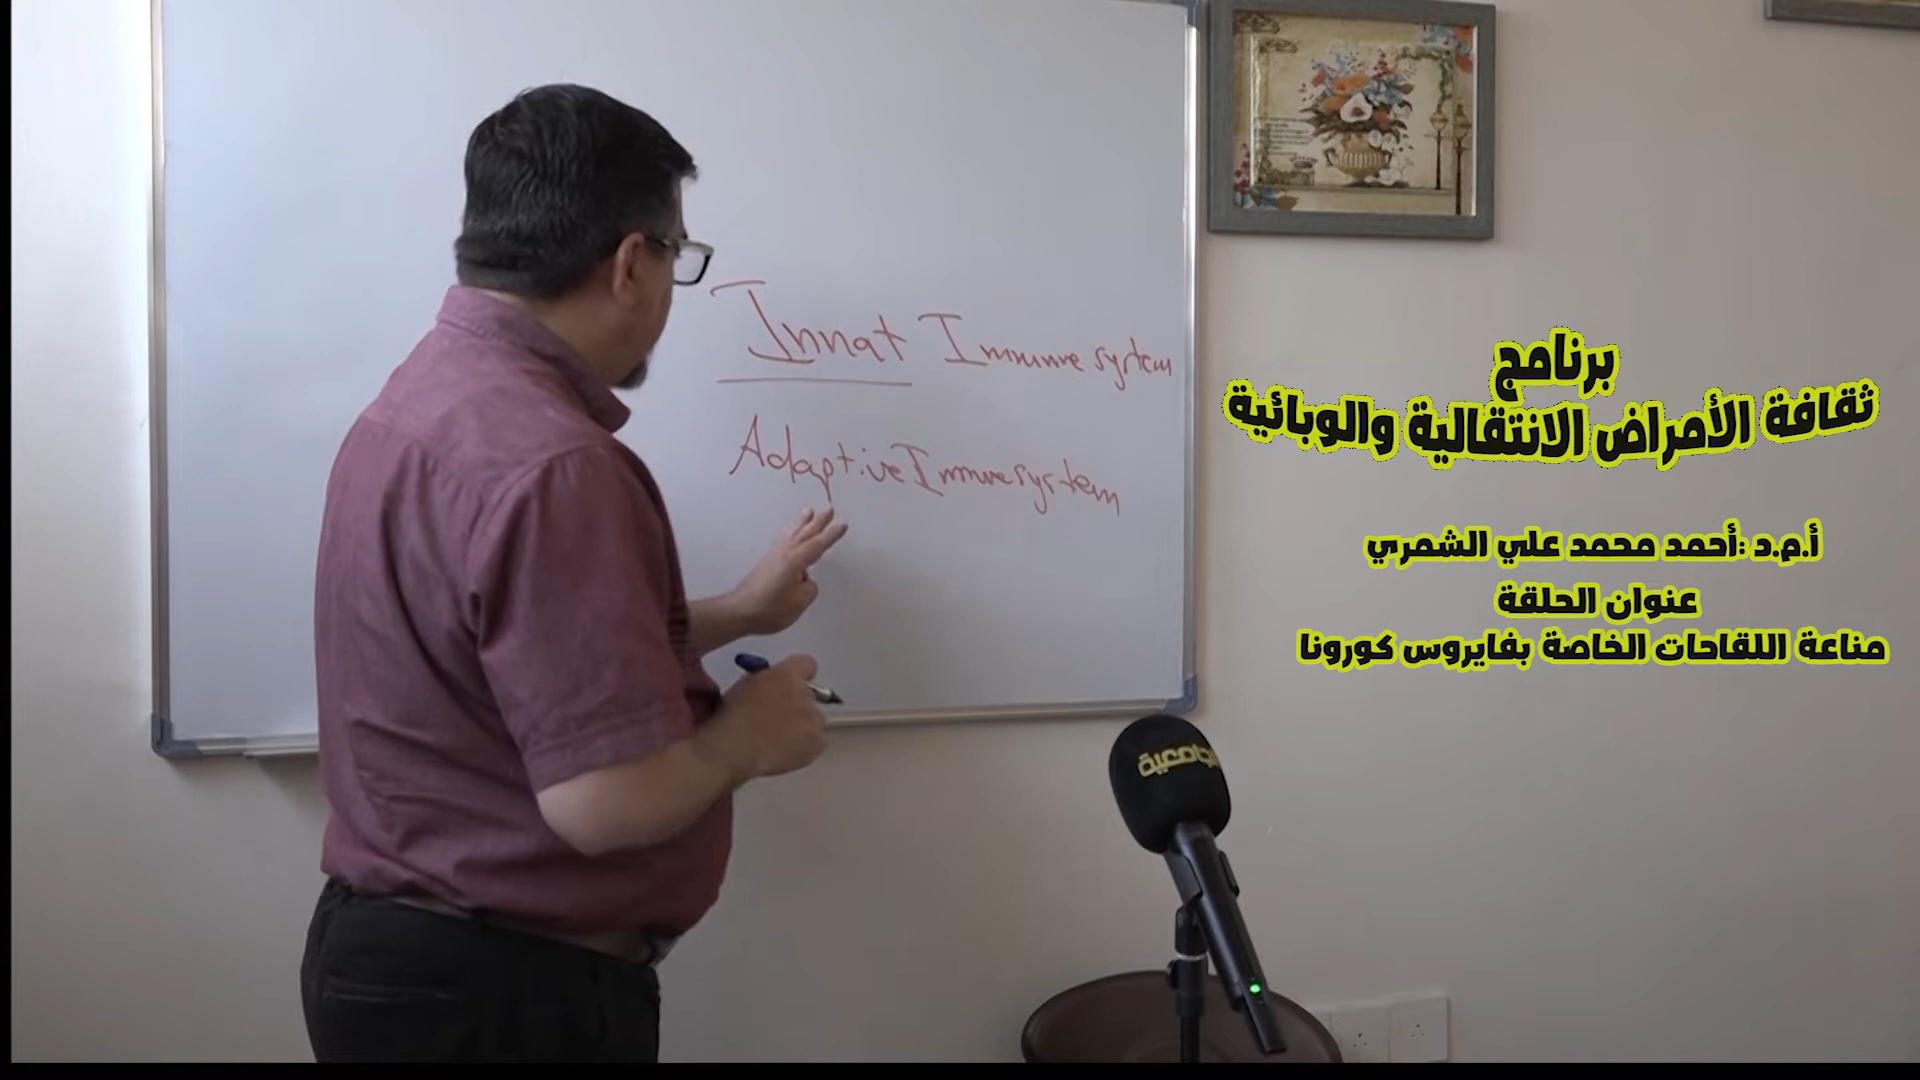 Innat Immune system
Adaptive Immune system
برنامج
ثقافة الأمراض الانتقالية والوبائية
أ.م.د :أحمد محمد علي الشمري
عنوان الحلقة
مناعة اللقاحات الخاصة بفايروس كورونا